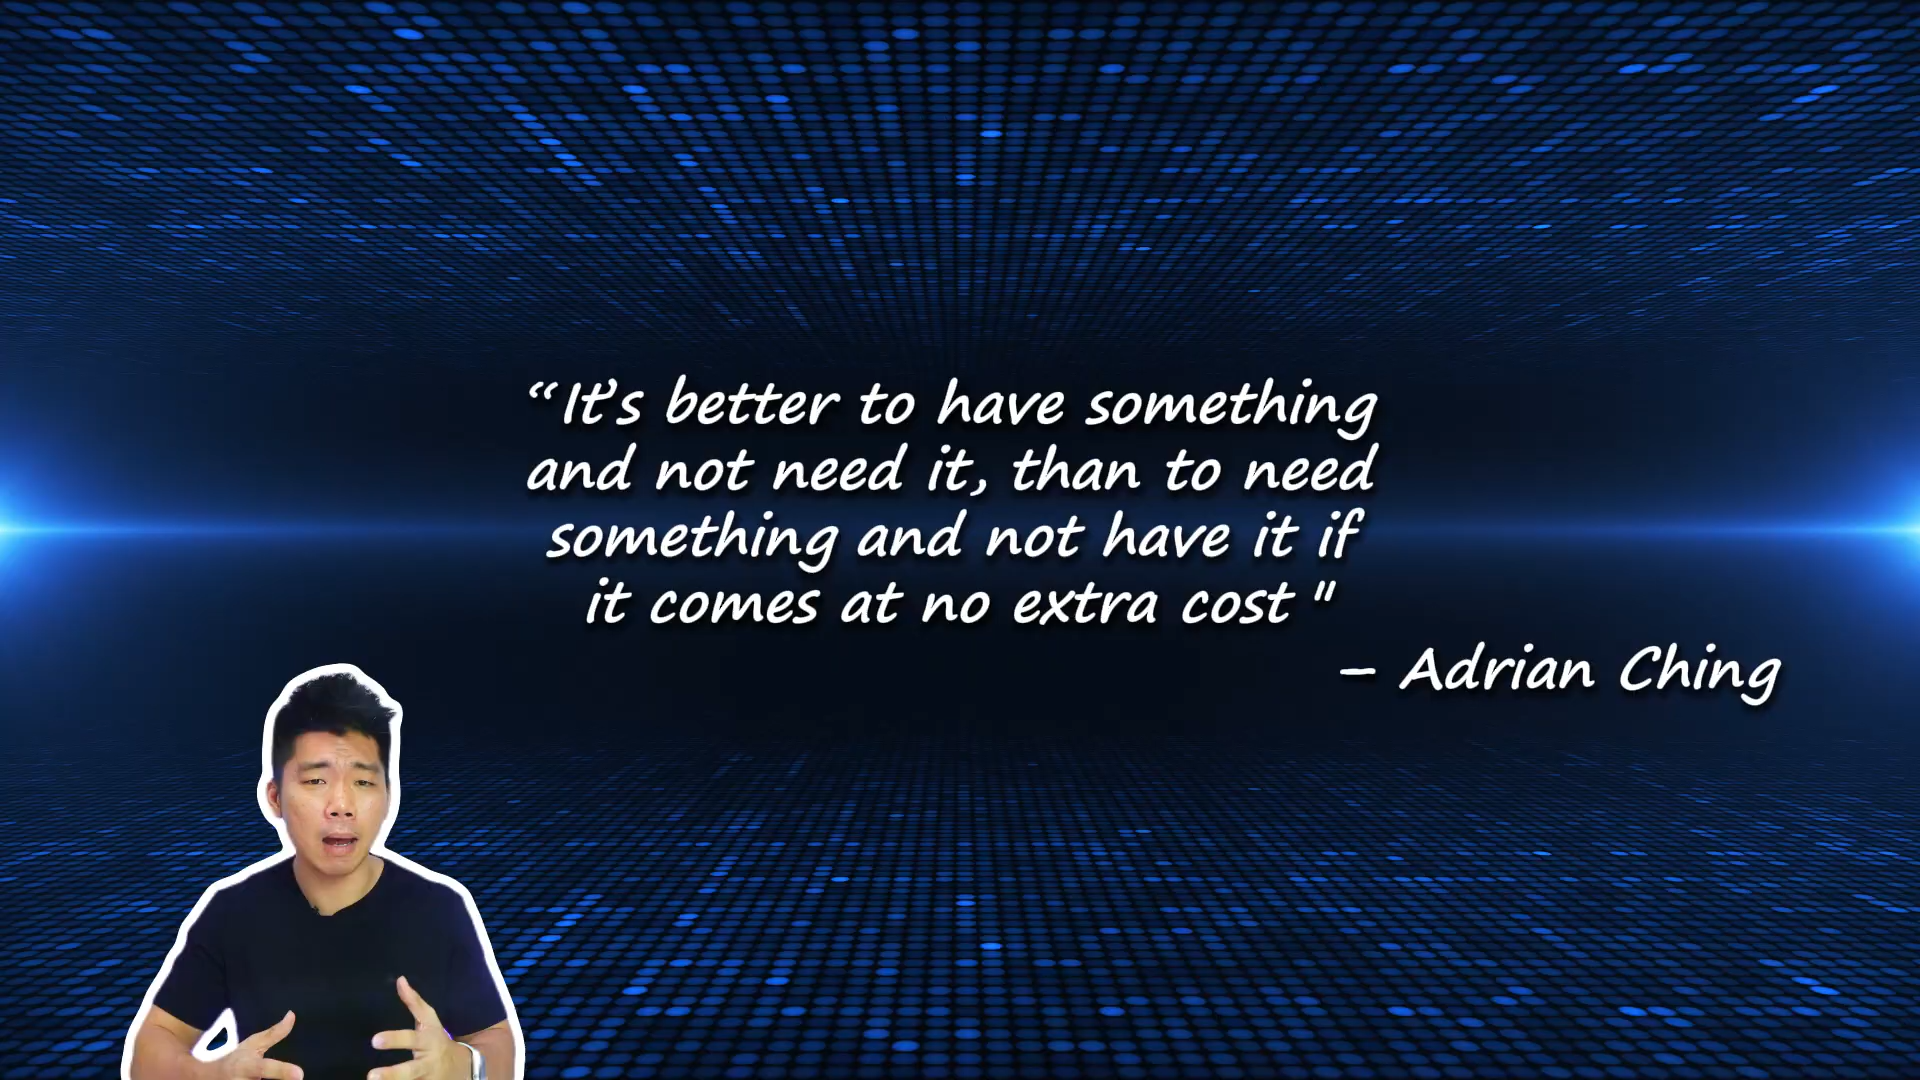 “It’s better to have something
and not need it, than to need
something and not have it if
it comes at no extra cost "
– Adrian Ching